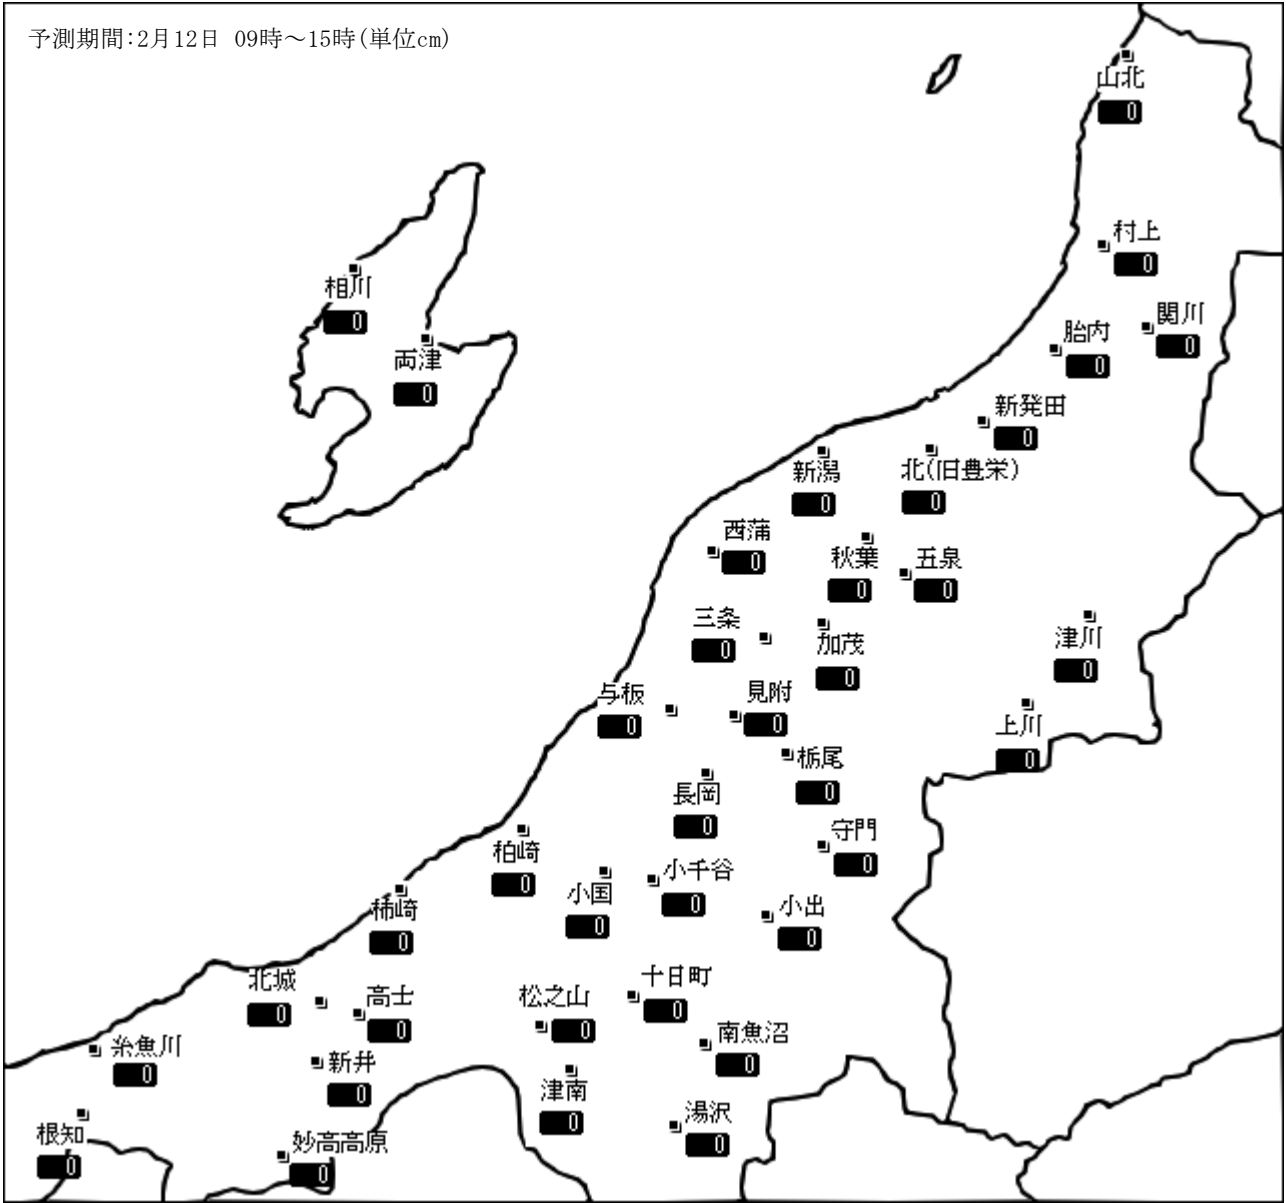 予測期間:2月12日 09時～15時(単位cm)
山北
0
村上
0
相川
0
関川
0
胎内
0
両津
0
新発田
0
新潟
0
北(旧豊栄)
0
西蒲
0
秋葉
0
五泉
0
三条
0
加茂
0
津川
0
与板
0
見附
0
上川
0
栃尾
0
長岡
0
守門
0
柏崎
0
小国
0
小千谷
0
小出
0
柿崎
0
北城
0
高士
0
松之山
0
十日町
0
南魚沼
0
糸魚川
0
新井
0
津南
0
湯沢
0
根知
0
妙高高原
0